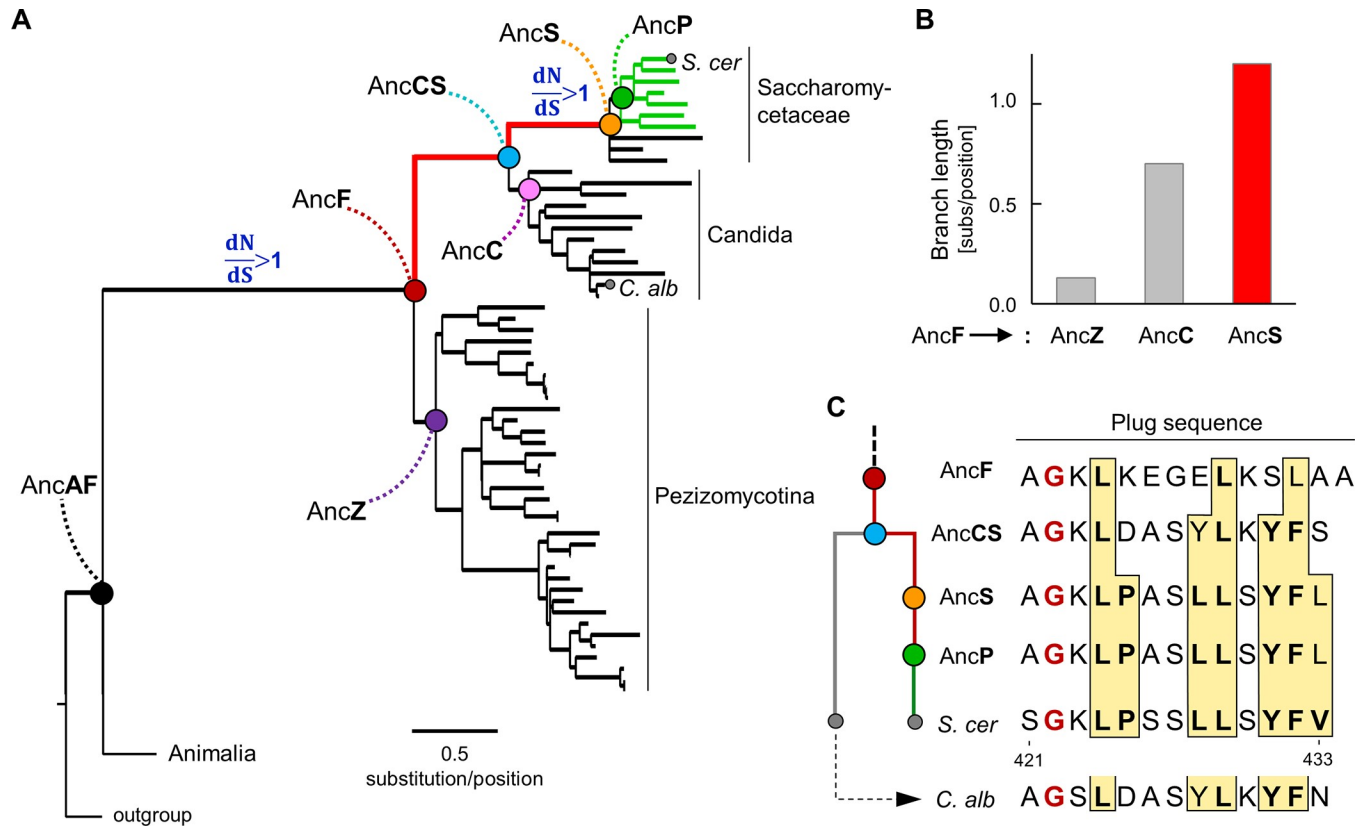 A
AncP
AncS
S. cer
AncCS
dN
dS >1
Saccharomy-
cetaceae
AncF
Candida
AncC
dN
dS >1
C. alb
AncAF
AncZ
Pezizomycotina
Animalia
0.5
substitution/position
outgroup
B
Branch length
[subs/position]
1.0
0.5
0.0
AncF : AncZ AncC AncS
C
Plug sequence
AncF A G K L K E G E L K S L A A
AncCS A G K L D A S Y L K Y F S
AncS A G K L P A S L L S Y F L
AncP A G K L P A S L L S Y F L
S. cer S G K L P S S L L S Y F V
421 433
C. alb A G S L D A S Y L K Y F N